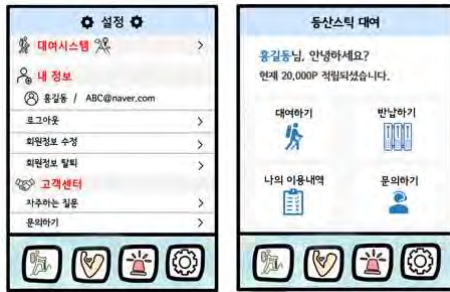 설정
대여시스템
내 정보
홍길동 / ABC@naver.com
로그아웃
회원정보 수정
회원정보 탈퇴
고객센터
자주하는 질문
문의하기
등산스틱 대여
홍길동님, 안녕하세요?
현재 20,000P 적립되셨습니다.
대여하기
반납하기
나의 이용내역
문의하기